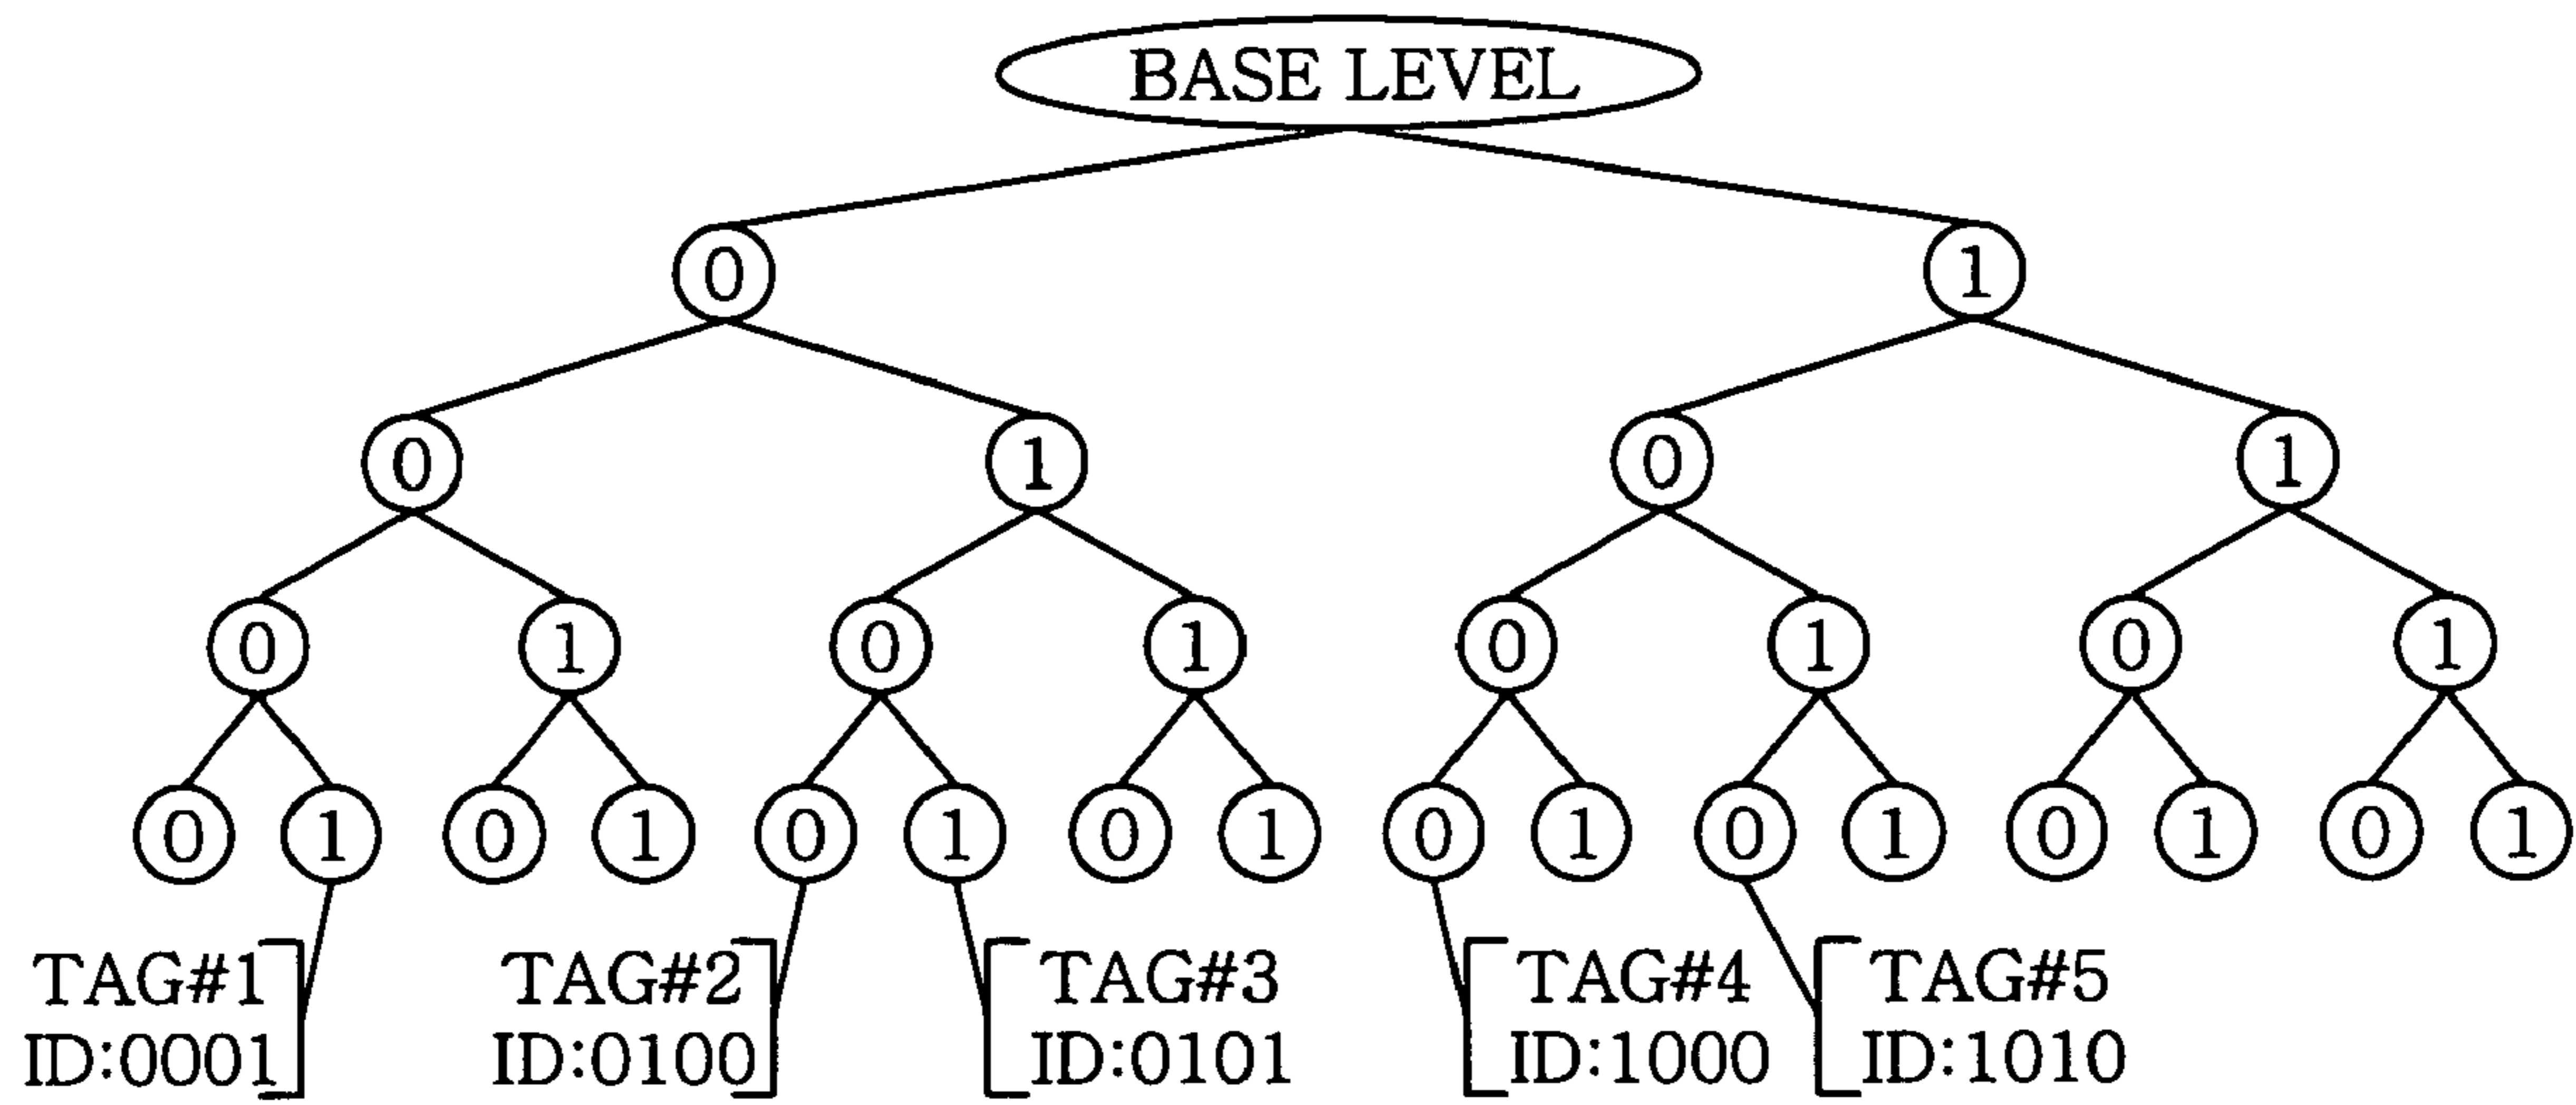 BASE LEVEL
0 1
0 1 0 1
0 1 0 1 0 1 0 1
0 1 0 1 0 1 0 1 0 1 0 1 0 1 0 1
TAG#1
ID:0001
TAG#2
ID:0100
TAG#3
ID:0101
TAG#4
ID:1000
TAG#5
ID:1010